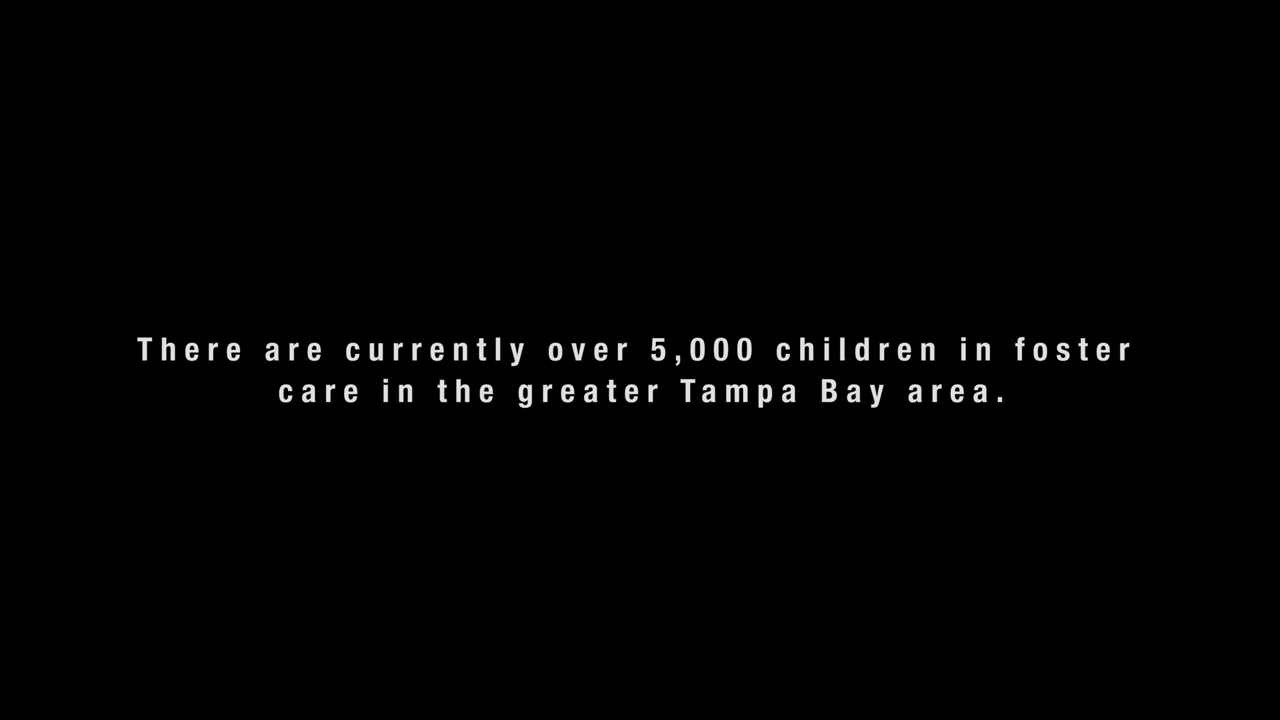 There are currently over 5,000 children in foster
care in the greater Tampa Bay area.